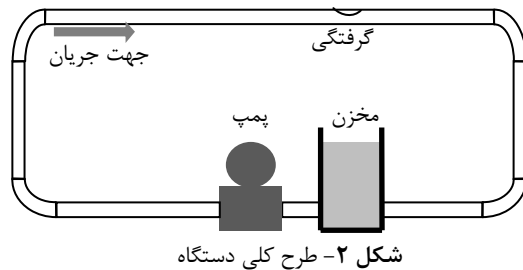 گرفتگی
جهت جریان
مخزن
پمپ
شکل ۲- طرح کلی دستگاه